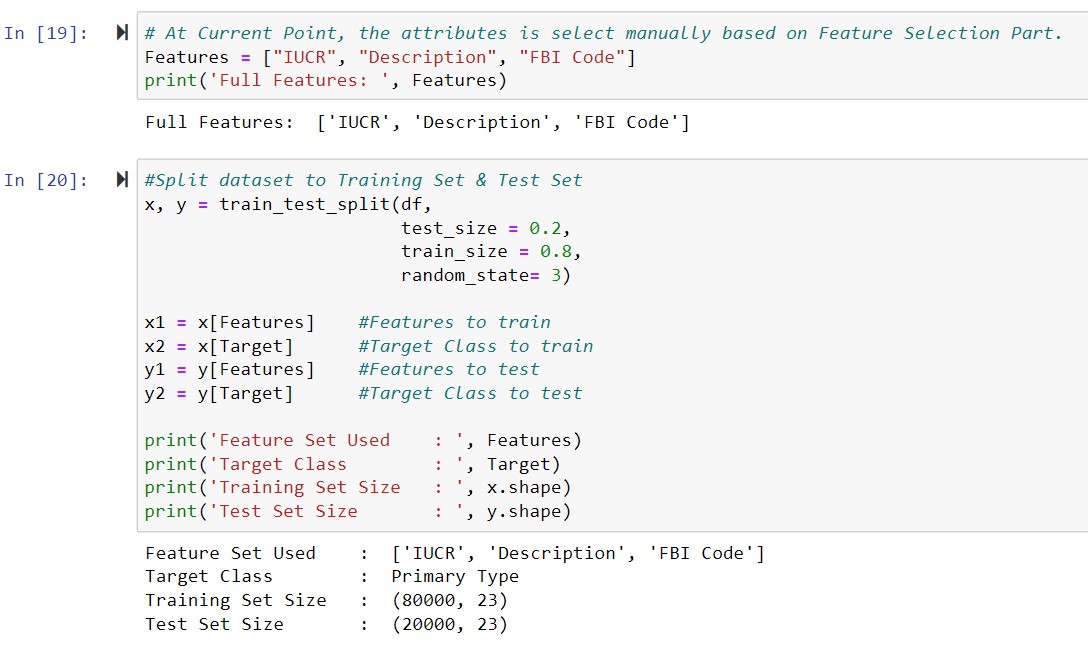 In [19]: # At Current Point, the attributes is select manually based on Feature Selection Part.
Features = ["IUCR", "Description", "FBI Code"]
print('Full Features: ', Features)
Full Features:  ['IUCR', 'Description', 'FBI Code']
In [20]: #Split dataset to Training Set & Test Set
x, y = train_test_split(df,
                        test_size = 0.2,
                        train_size = 0.8,
                        random_state= 3)
x1 = x[Features]    #Features to train
x2 = x[Target]      #Target Class to train
y1 = y[Features]    #Features to test
y2 = y[Target]      #Target Class to test
print('Feature Set Used    : ', Features)
print('Target Class        : ', Target)
print('Training Set Size   : ', x.shape)
print('Test Set Size       : ', y.shape)
Feature Set Used    :  ['IUCR', 'Description', 'FBI Code']
Target Class        :  Primary Type
Training Set Size   :  (80000, 23)
Test Set Size       :  (20000, 23)